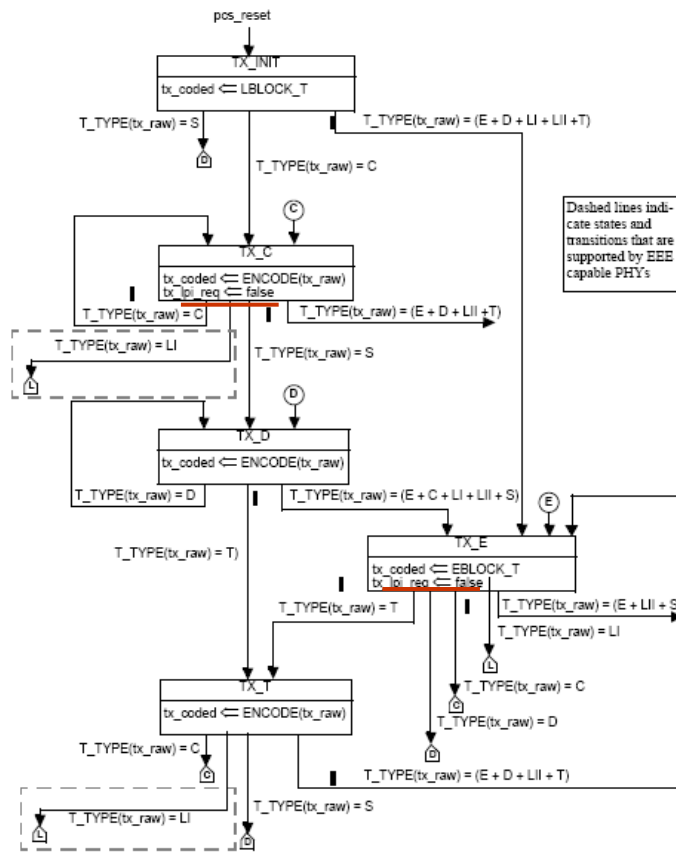 pcs_reset
TX_INIT
tx_coded ⇐ LBLOCK_T
T_TYPE(tx_raw) = S
T_TYPE(tx_raw) = (E + D + LI + LII +T)
D
T_TYPE(tx_raw) = C
C
Dashed lines indi-
cate states and
transitions that are
supported by EEE
capable PHYs
TX_C
tx_coded ⇐ ENCODE(tx_raw)
tx_lpi_req ⇐ false
T_TYPE(tx_raw) = C
T_TYPE(tx_raw) = (E + D + LII +T)
T_TYPE(tx_raw) = LI
T_TYPE(tx_raw) = S
L
D
TX_D
tx_coded ⇐ ENCODE(tx_raw)
T_TYPE(tx_raw) = D
T_TYPE(tx_raw) = (E + C + LI + LII + S)
E
T_TYPE(tx_raw) = T)
TX_E
tx_coded ⇐ EBLOCK_T
tx_lpi_req ⇐ false
T_TYPE(tx_raw) = T
T_TYPE(tx_raw) = (E + LII + S)
T_TYPE(tx_raw) = LI
L
T_TYPE(tx_raw) = C
C
T_TYPE(tx_raw) = D
D
TX_T
tx_coded ⇐ ENCODE(tx_raw)
T_TYPE(tx_raw) = C
C
T_TYPE(tx_raw) = (E + D + LII + T)
T_TYPE(tx_raw) = S
T_TYPE(tx_raw) = LI
L
D